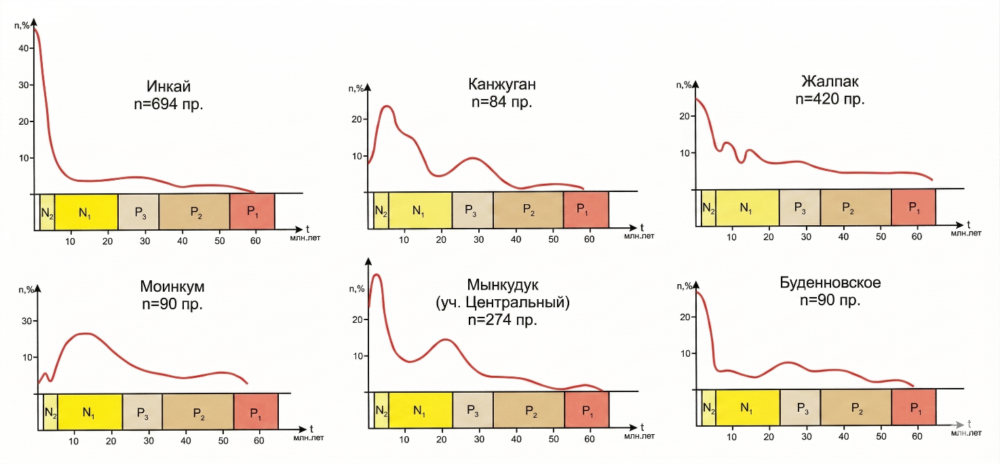 n,%
40
30
20
10
Инкай
n=694 пр.
N₂ N₁ P₃ P₂ P₁
t
млн.лет
10 20 30 40 50 60
n,%
20
10
Канжуган
n=84 пр.
N₂ N₁ P₃ P₂ P₁
t
млн.лет
10 20 30 40 50 60
n,%
20
10
Жалпак
n=420 пр.
N₂ N₁ P₃ P₂ P₁
t
млн.лет
10 20 30 40 50 60
n,%
30
10
Моинкум
n=90 пр.
N₂ N₁ P₃ P₂ P₁
t
млн.лет
10 20 30 40 50 60
n,%
20
10
Мынкудук
(уч. Центральный)
n=274 пр.
N₂ N₁ P₃ P₂ P₁
t
млн.лет
10 20 30 40 50 60
n,%
20
10
Буденновское
n=90 пр.
N₂ N₁ P₃ P₂ P₁
t
млн.лет
10 20 30 40 50 60